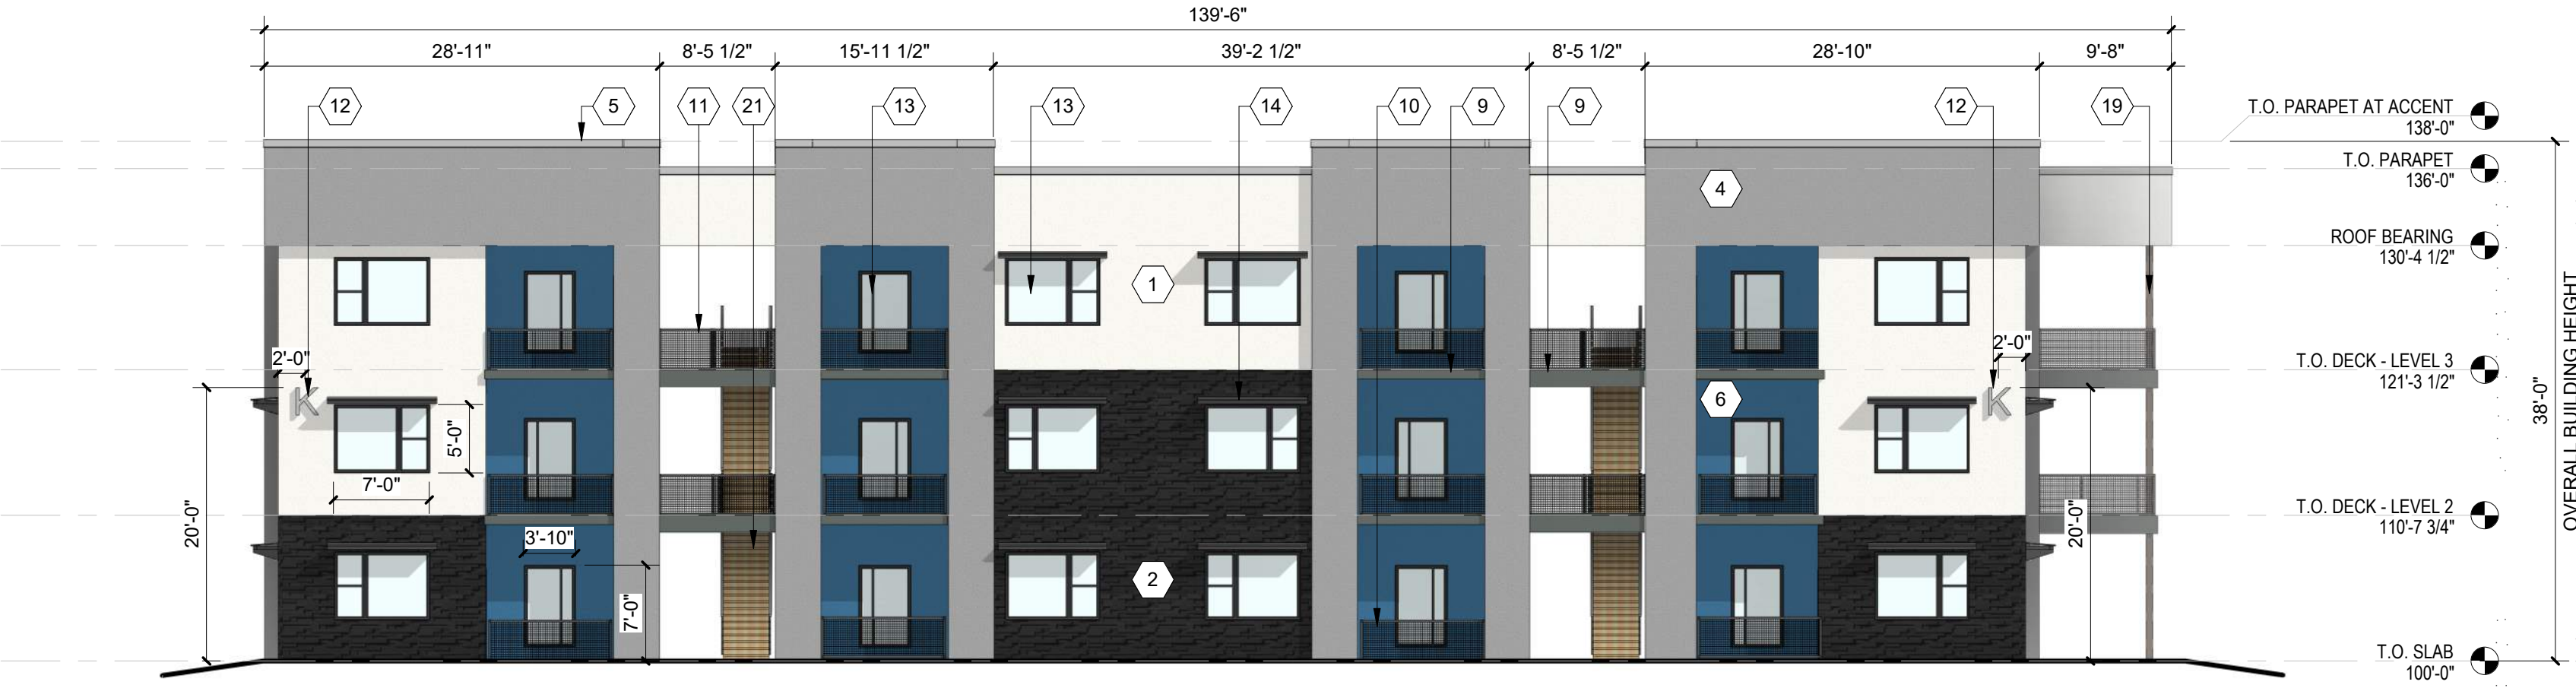 139'-6"
28'-11" 8'-5 1/2" 15'-11 1/2" 39'-2 1/2" 8'-5 1/2" 28'-10" 9'-8"
12 5 11 21 13 13 14 10 9 9 12 19
T.O. PARAPET AT ACCENT
138'-0"
T.O. PARAPET
136'-0"
4
ROOF BEARING
130'-4 1/2"
1
2'-0" 2'-0"
T.O. DECK - LEVEL 3
121'-3 1/2"
K 6 K
5'-0"
7'-0"
20'-0" 20'-0"
38'-0"
OVERALL BUILDING HEIGHT
T.O. DECK - LEVEL 2
110'-7 3/4"
3'-10"
2
7'-0"
T.O. SLAB
100'-0"